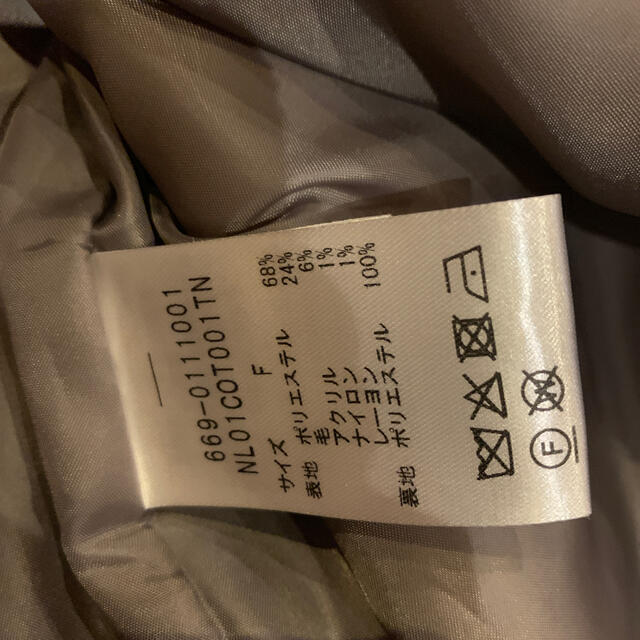 669-0111001
NL01COT001TN
サイズ F
表地 ポリエステル 68%
毛 24%
アクリル 6%
ナイロン 1%
レーヨン 1%
裏地 ポリエステル 100%
F